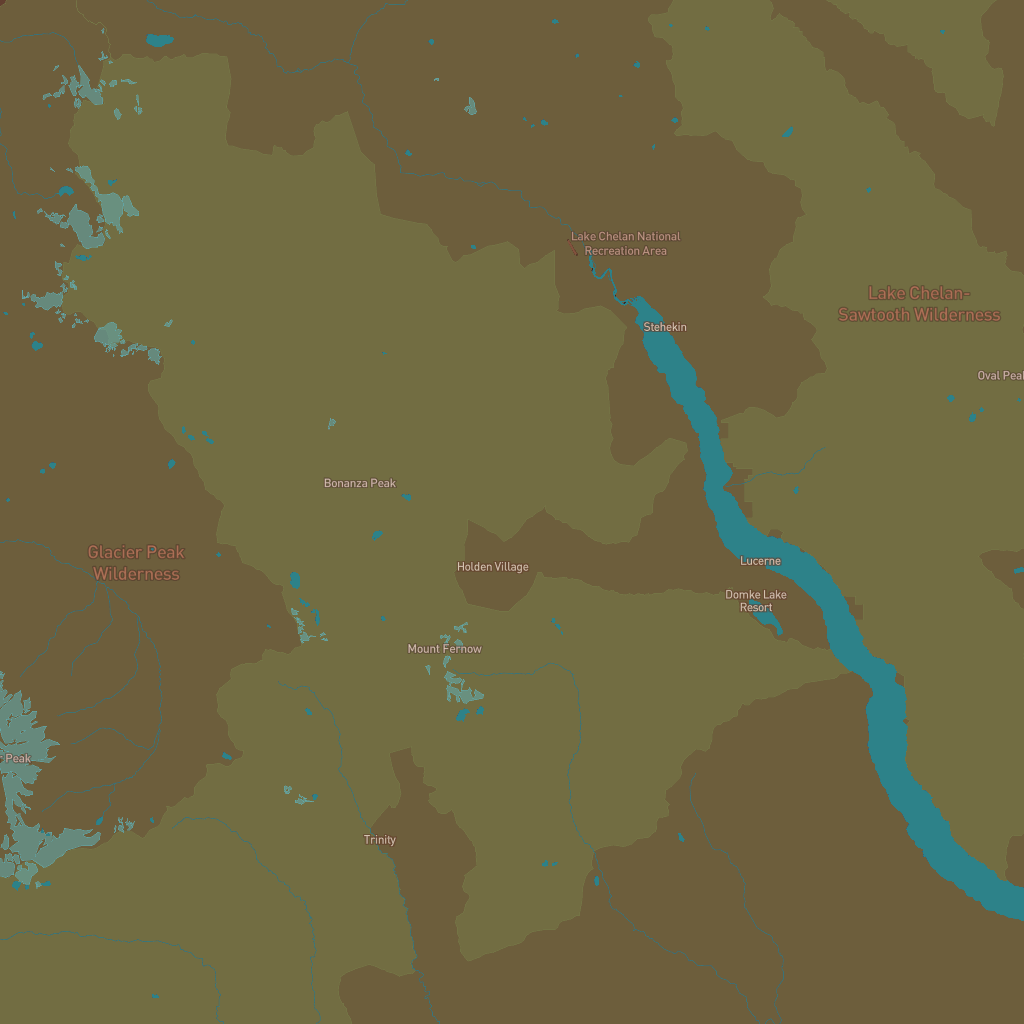 Lake Chelan National
Recreation Area
Lake Chelan-
Sawtooth Wilderness
Stehekin
Oval Peak
Bonanza Peak
Glacier Peak
Wilderness
Holden Village
Lucerne
Domke Lake
Resort
Mount Fernow
Peak
Trinity